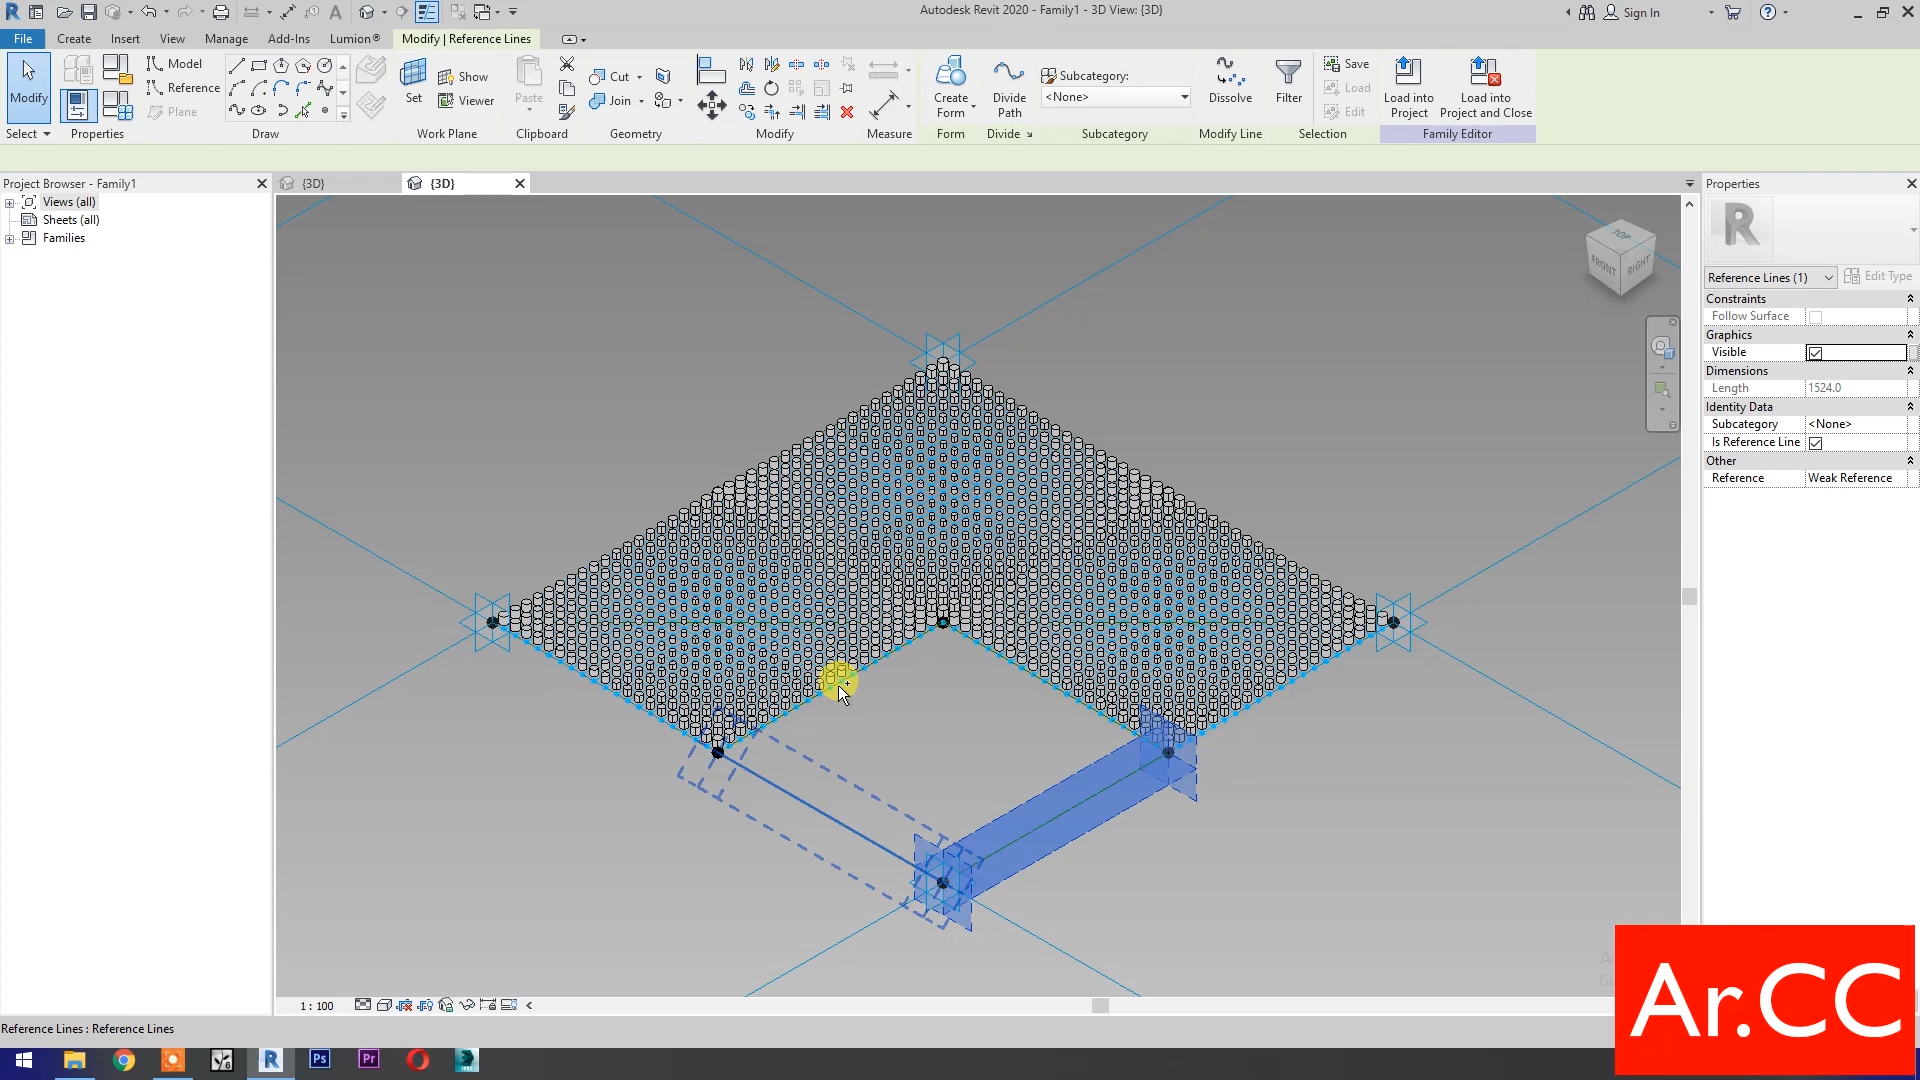 Autodesk Revit 2020 - Family1 - 3D View: {3D}
Sign In
File Create Insert View Manage Add-Ins Lumion® Modify | Reference Lines
Modify
Select
Properties
Model
Reference
Plane
Draw
Set
Show
Viewer
Work Plane
Paste
Clipboard
Cut
Join
Geometry
Modify
Measure
Create Form
Form
Divide Path
Divide
Subcategory:
<None>
Subcategory
Dissolve
Modify Line
Filter
Save
Load
Edit
Selection
Load into Project
Load into Project and Close
Family Editor
Project Browser - Family1
Views (all)
Sheets (all)
Families
{3D}
{3D}
TOP
FRONT
RIGHT
Properties
R
Reference Lines (1)
Edit Type
Constraints
Follow Surface
Graphics
Visible
Dimensions
Length 1524.0
Identity Data
Subcategory <None>
Is Reference Line
Other
Reference Weak Reference
1 : 100
Reference Lines : Reference Lines
Ps
Pr
Ar.CC